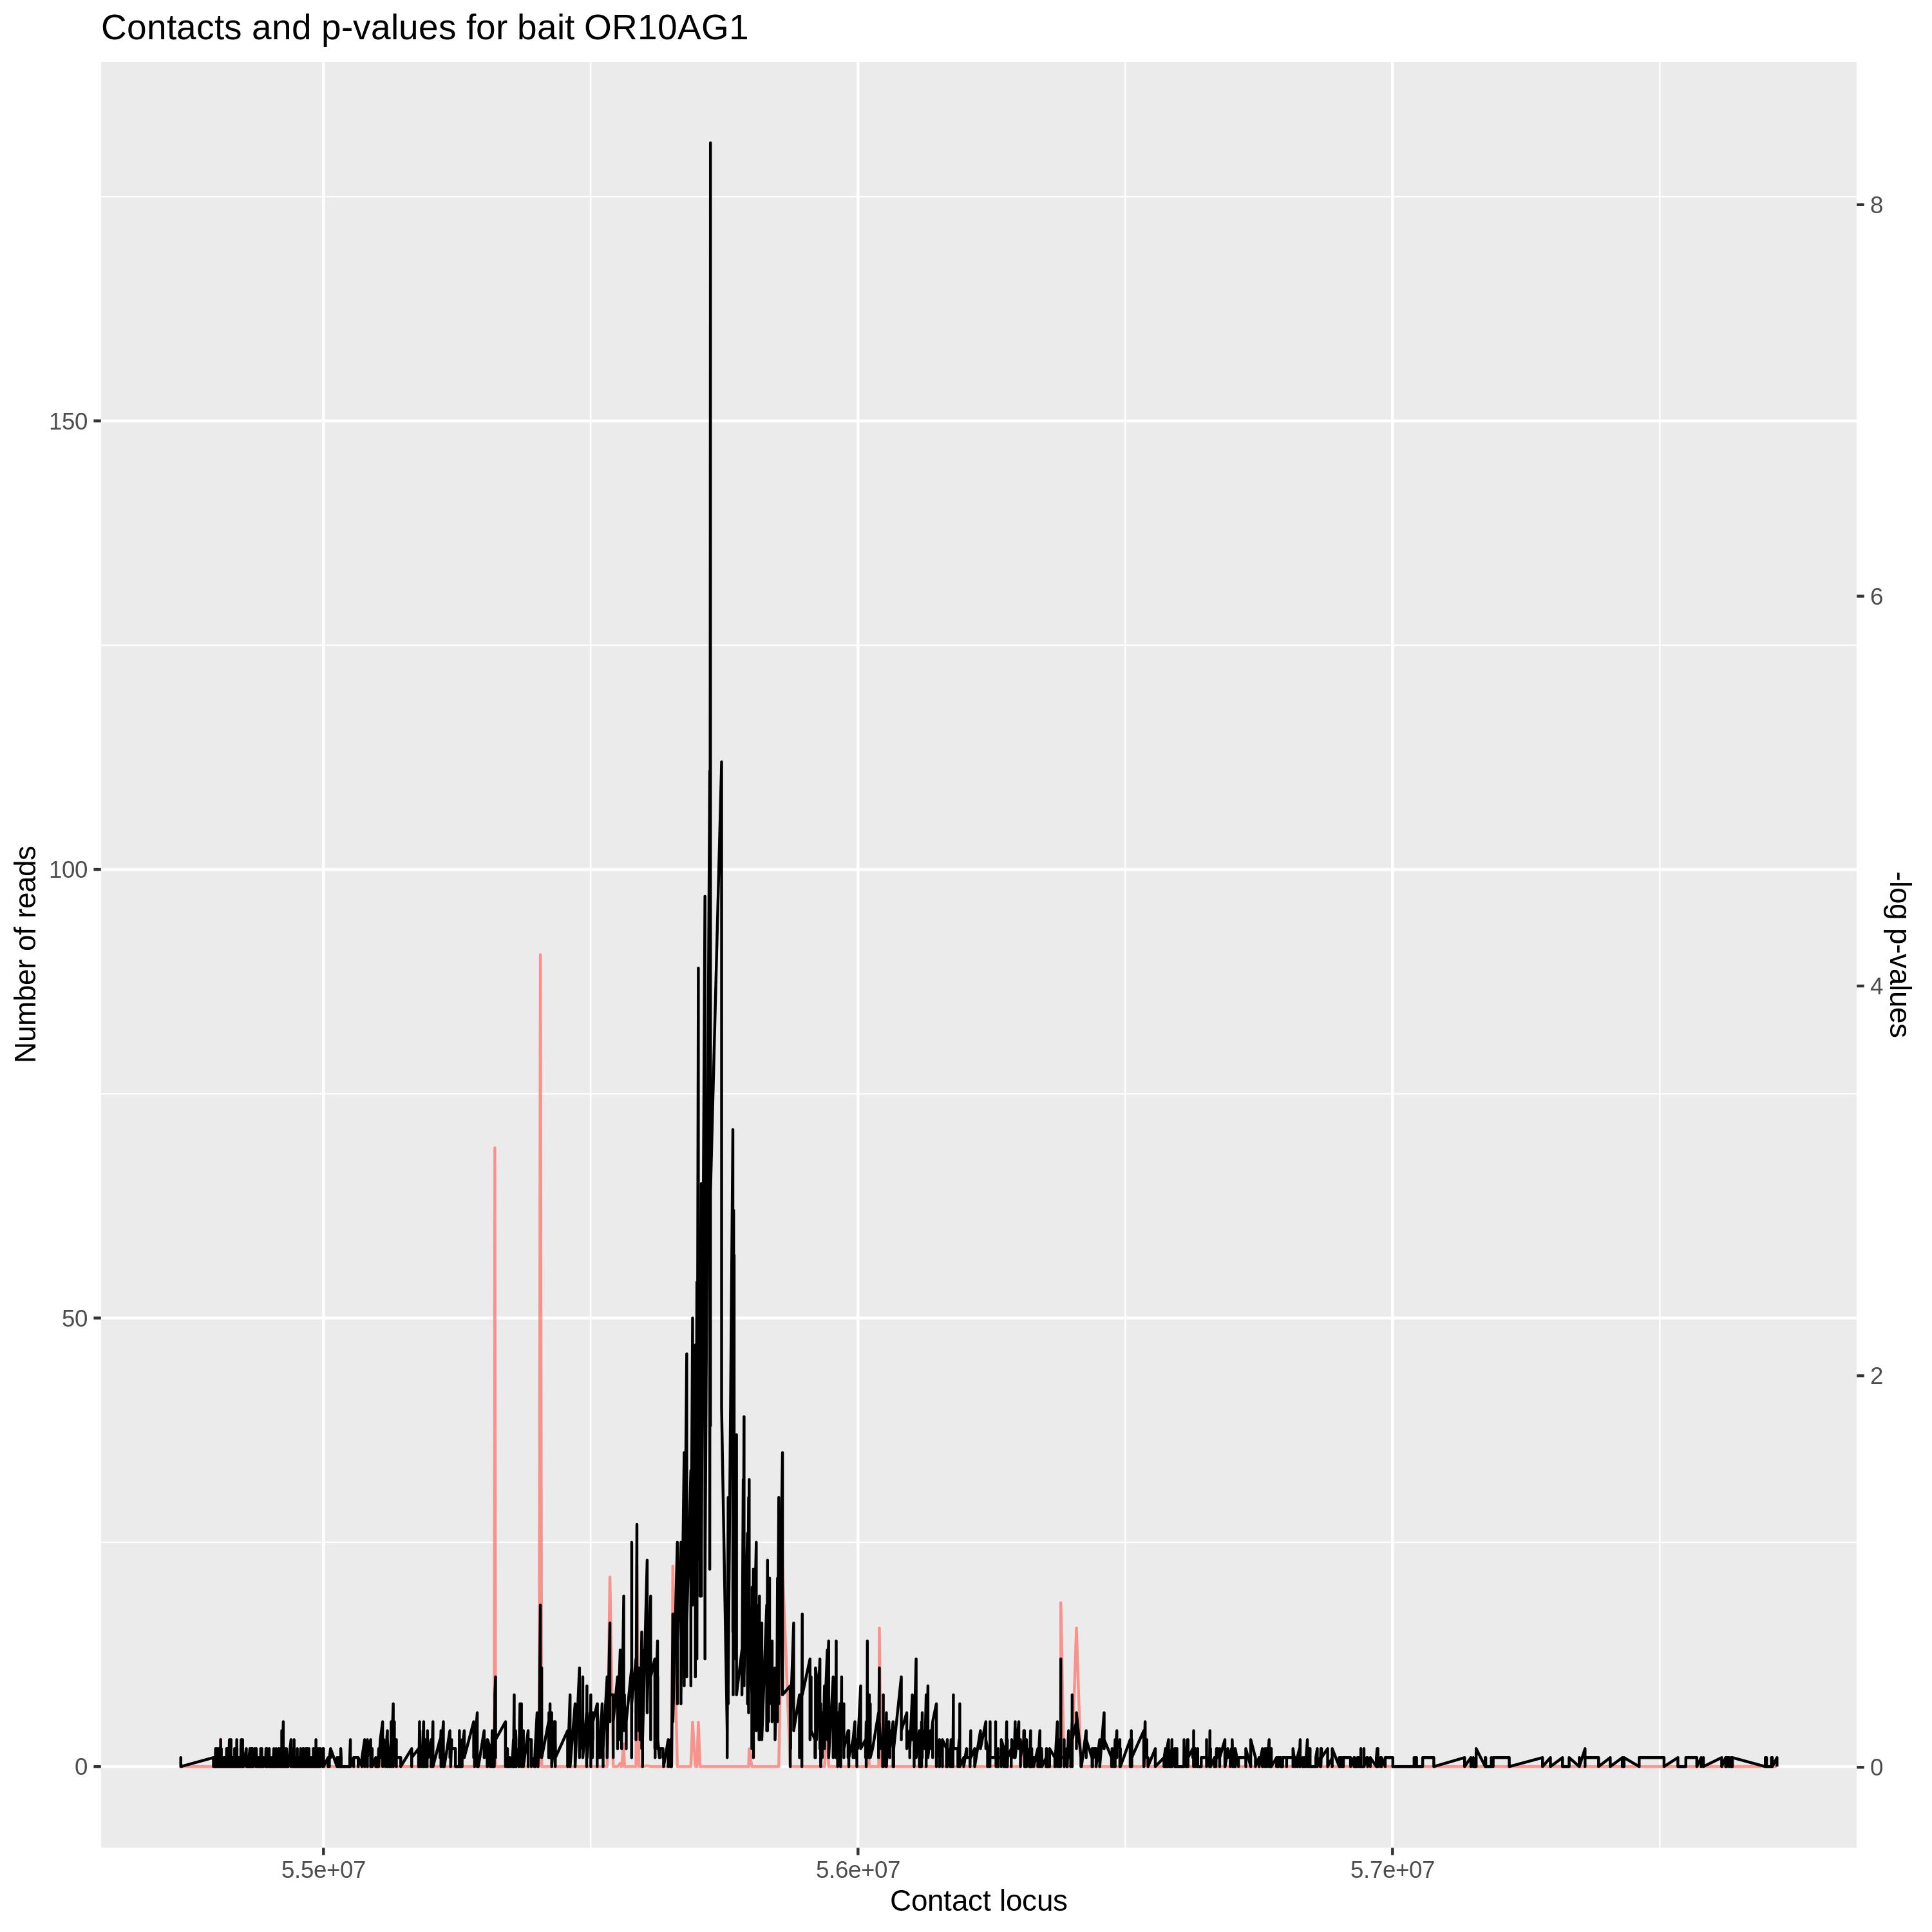 Contacts and p-values for bait OR10AG1
150
100
50
0
Number of reads
8
6
4
2
0
-log p-values
5.5e+07
5.6e+07
5.7e+07
Contact locus